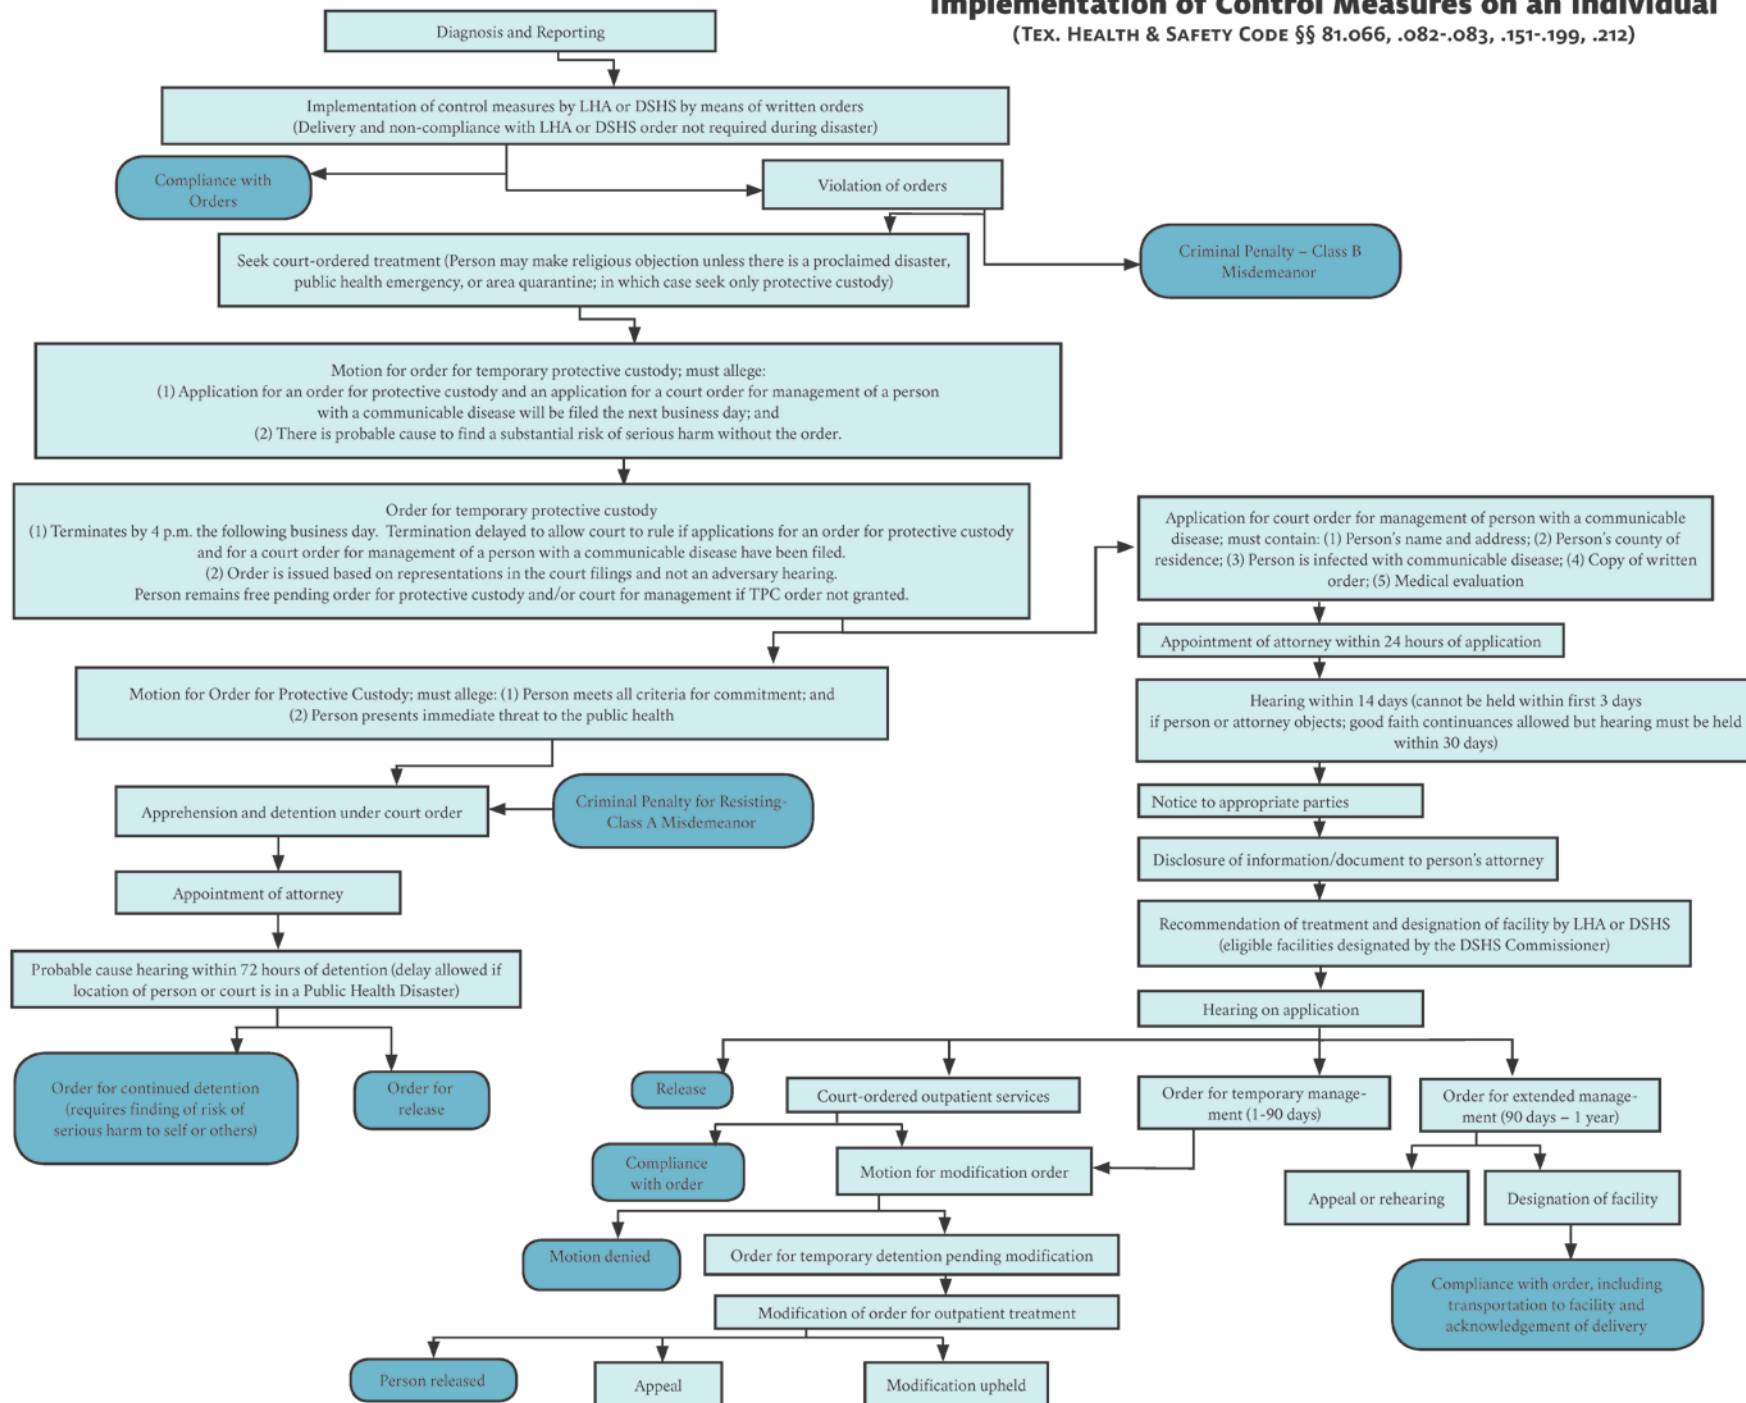 Implementation of Control Measures on an Individual
(Tex. Health & Safety Code §§ 81.066, .082-.083, .151-.199, .212)
Diagnosis and Reporting
Implementation of control measures by LHA or DSHS by means of written orders
(Delivery and non-compliance with LHA or DSHS order not required during disaster)
Compliance with
Orders
Violation of orders
Criminal Penalty – Class B
Misdemeanor
Seek court-ordered treatment (Person may make religious objection unless there is a proclaimed disaster,
public health emergency, or area quarantine; in which case seek only protective custody)
Motion for order for temporary protective custody; must allege:
(1) Application for an order for protective custody and an application for a court order for management of a person
with a communicable disease will be filed the next business day; and
(2) There is probable cause to find a substantial risk of serious harm without the order.
Order for temporary protective custody
(1) Terminates by 4 p.m. the following business day. Termination delayed to allow court to rule if applications for an order for protective custody
and for a court order for management of a person with a communicable disease have been filed.
(2) Order is issued based on representations in the court filings and not an adversary hearing.
Person remains free pending order for protective custody and/or court for management if TPC order not granted.
Motion for Order for Protective Custody; must allege: (1) Person meets all criteria for commitment; and
(2) Person presents immediate threat to the public health
Apprehension and detention under court order
Criminal Penalty for Resisting-
Class A Misdemeanor
Appointment of attorney
Probable cause hearing within 72 hours of detention (delay allowed if
location of person or court is in a Public Health Disaster)
Order for continued detention
(requires finding of risk of
serious harm to self or others)
Order for
release
Application for court order for management of person with a communicable
disease; must contain: (1) Person's name and address; (2) Person's county of
residence; (3) Person is infected with communicable disease; (4) Copy of written
order; (5) Medical evaluation
Appointment of attorney within 24 hours of application
Hearing within 14 days (cannot be held within first 3 days
if person or attorney objects; good faith continuances allowed but hearing must be held
within 30 days)
Notice to appropriate parties
Disclosure of information/document to person's attorney
Recommendation of treatment and designation of facility by LHA or DSHS
(eligible facilities designated by the DSHS Commissioner)
Hearing on application
Release
Court-ordered outpatient services
Order for temporary manage-
ment (1-90 days)
Order for extended manage-
ment (90 days – 1 year)
Compliance
with order
Motion for modification order
Appeal or rehearing
Designation of facility
Motion denied
Order for temporary detention pending modification
Modification of order for outpatient treatment
Compliance with order, including
transportation to facility and
acknowledgement of delivery
Person released
Appeal
Modification upheld